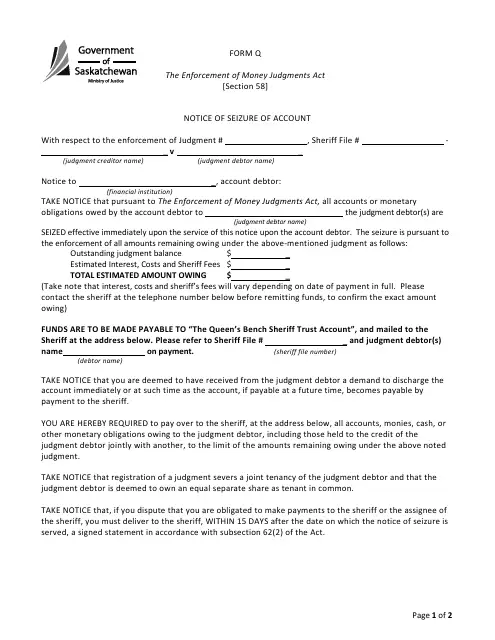 Government
of
Saskatchewan
Ministry of Justice
FORM Q
The Enforcement of Money Judgments Act
[Section 58]
NOTICE OF SEIZURE OF ACCOUNT
With respect to the enforcement of Judgment # ____________________, Sheriff File # ____________________ -
____________________ v ____________________
(judgment creditor name) (judgment debtor name)
Notice to ____________________, account debtor:
(financial institution)
TAKE NOTICE that pursuant to The Enforcement of Money Judgments Act, all accounts or monetary
obligations owed by the account debtor to ____________________ the judgment debtor(s) are
(judgment debtor name)
SEIZED effective immediately upon the service of this notice upon the account debtor. The seizure is pursuant to
the enforcement of all amounts remaining owing under the above-mentioned judgment as follows:
Outstanding judgment balance $____________
Estimated Interest, Costs and Sheriff Fees $____________
TOTAL ESTIMATED AMOUNT OWING $____________
(Take note that interest, costs and sheriff's fees will vary depending on date of payment in full. Please
contact the sheriff at the telephone number below before remitting funds, to confirm the exact amount
owing)
FUNDS ARE TO BE MADE PAYABLE TO “The Queen’s Bench Sheriff Trust Account”, and mailed to the
Sheriff at the address below. Please refer to Sheriff File # ____________________ and judgment debtor(s)
name____________________ on payment. (sheriff file number)
(debtor name)
TAKE NOTICE that you are deemed to have received from the judgment debtor a demand to discharge the
account immediately or at such time as the account, if payable at a future time, becomes payable by
payment to the sheriff.
YOU ARE HEREBY REQUIRED to pay over to the sheriff, at the address below, all accounts, monies, cash, or
other monetary obligations owing to the judgment debtor, including those held to the credit of the
judgment debtor jointly with another, to the limit of the amounts remaining owing under the above noted
judgment.
TAKE NOTICE that registration of a judgment severs a joint tenancy of the judgment debtor and that the
judgment debtor is deemed to own an equal separate share as tenant in common.
TAKE NOTICE that, if you dispute that you are obligated to make payments to the sheriff or the assignee of
the sheriff, you must deliver to the sheriff, WITHIN 15 DAYS after the date on which the notice of seizure is
served, a signed statement in accordance with subsection 62(2) of the Act.
Page 1 of 2